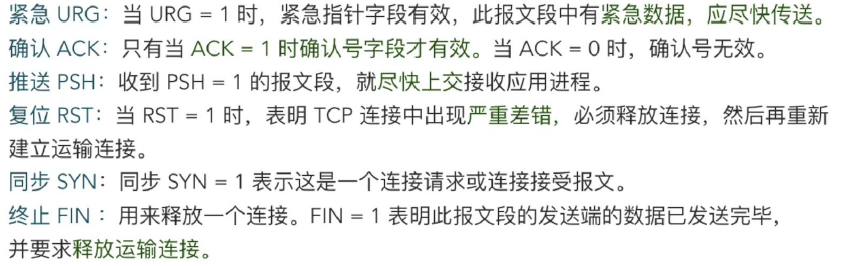 紧急 URG：当 URG = 1 时，紧急指针字段有效，此报文段中有紧急数据，应尽快传送。
确认 ACK：只有当 ACK = 1 时确认号字段才有效。当 ACK = 0 时，确认号无效。
推送 PSH：收到 PSH = 1 的报文段，就尽快上交接收应用进程。
复位 RST：当 RST = 1 时，表明 TCP 连接中出现严重差错，必须释放连接，然后再重新
建立运输连接。
同步 SYN：同步 SYN = 1 表示这是一个连接请求或连接接受报文。
终止 FIN ：用来释放一个连接。FIN = 1 表明此报文段的发送端的数据已发送完毕，
并要求释放运输连接。